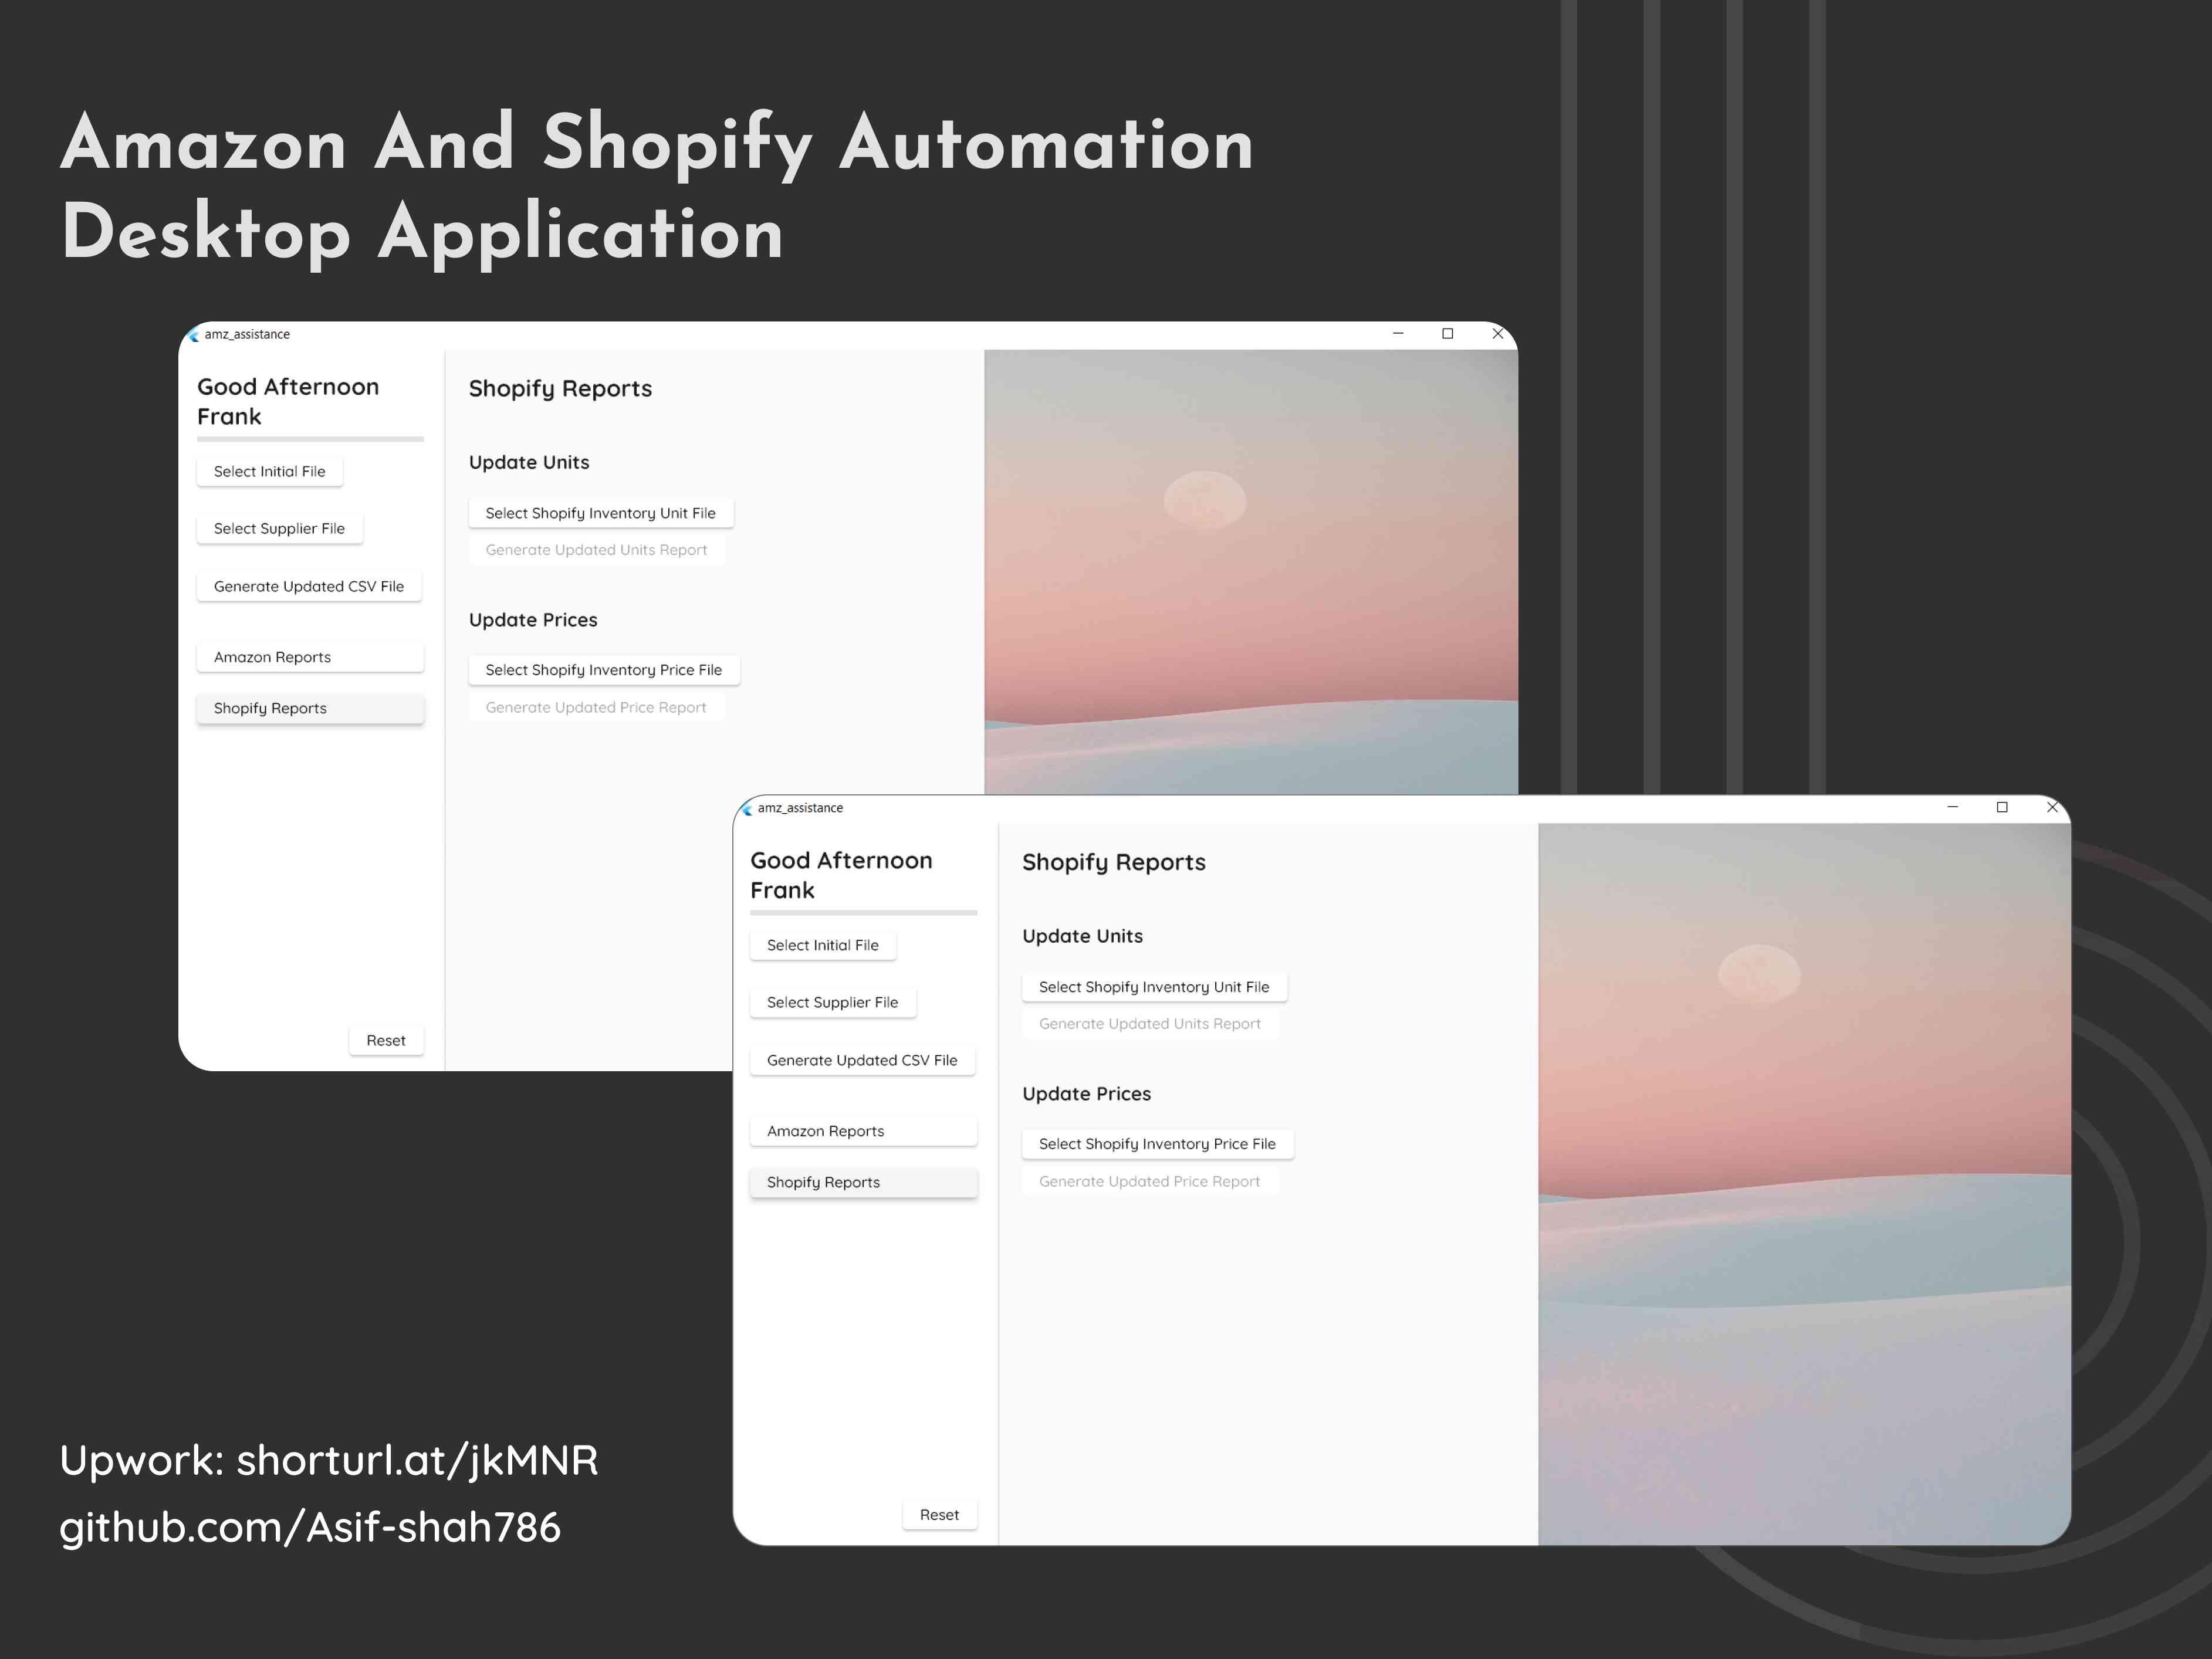 Amazon And Shopify Automation
Desktop Application
amz_assistance
Good Afternoon
Frank
Select Initial File
Select Supplier File
Generate Updated CSV File
Amazon Reports
Shopify Reports
Reset
Shopify Reports
Update Units
Select Shopify Inventory Unit File
Generate Updated Units Report
Update Prices
Select Shopify Inventory Price File
Generate Updated Price Report
amz_assistance
Good Afternoon
Frank
Select Initial File
Select Supplier File
Generate Updated CSV File
Amazon Reports
Shopify Reports
Reset
Shopify Reports
Update Units
Select Shopify Inventory Unit File
Generate Updated Units Report
Update Prices
Select Shopify Inventory Price File
Generate Updated Price Report
Upwork: shorturl.at/jkMNR
github.com/Asif-shah786